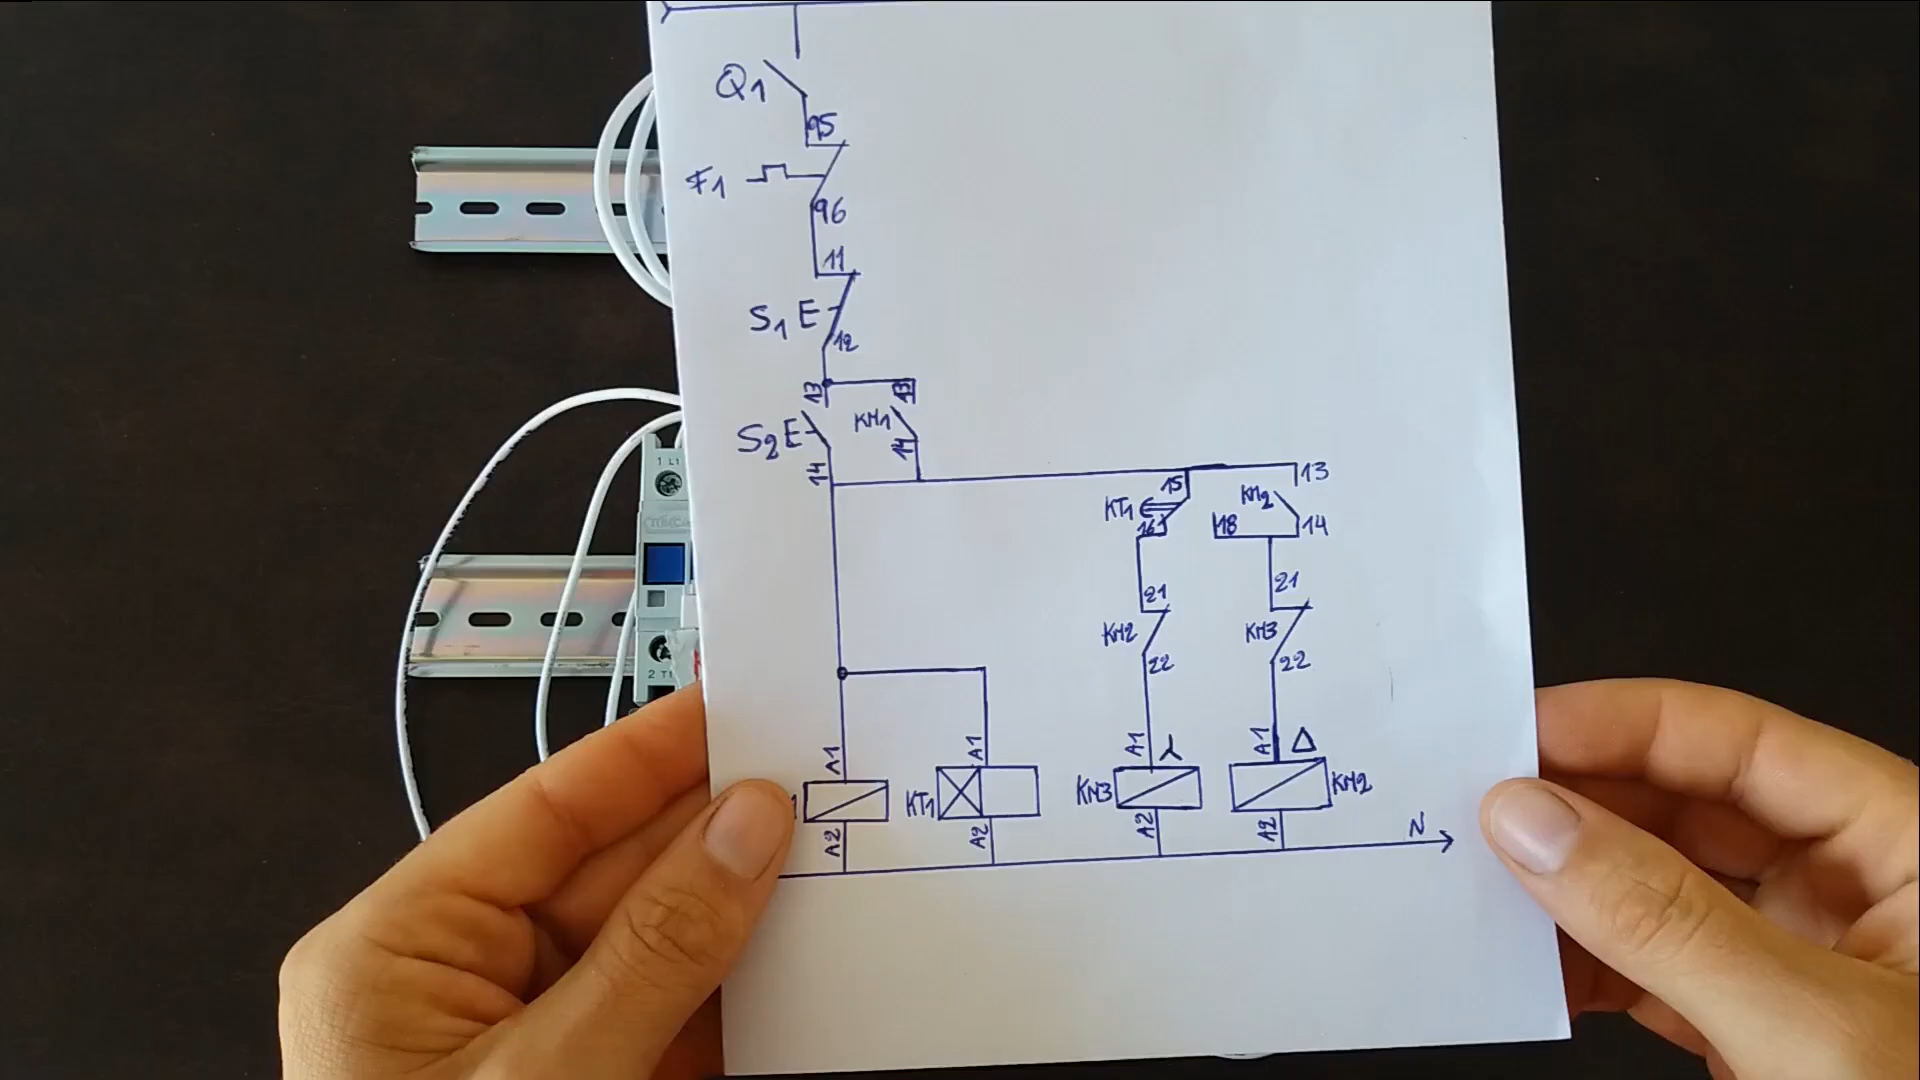 Q1
95
F1
96
11
S1 E
12
13 13
S2 E KM1
14 14
13
15
KT1 KM2
16 18 14
21 21
KM2 KM3
22 22
A1 A1 A1 A1 Δ
1 KT1 KM3 KM2
A2 A2 A2 A2
N
1 L1
2 T1